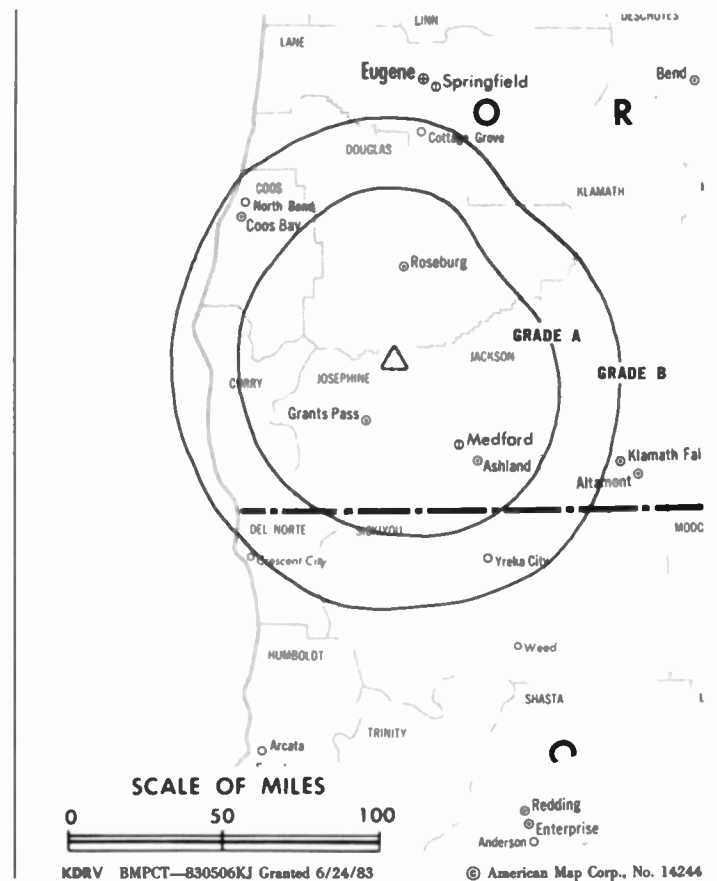 LINN
DESCHUTES
LANE
Eugene
Springfield
Bend
O R
Cottage Grove
DOUGLAS
COOS
KLAMATH
North Bend
Coos Bay
Roseburg
GRADE A
JACKSON
GRADE B
CURRY
JOSEPHINE
Grants Pass
Medford
Klamath Fal
Ashland
Altamont
DEL NORTE
SISKIYOU
MODC
Crescent City
Yreka City
Weed
HUMBOLDT
SHASTA
L
TRINITY
Arcata
C
SCALE OF MILES
0 50 100
Redding
Enterprise
Anderson
KDRV BMPCT—830506KJ Granted 6/24/83
© American Map Corp., No. 14244